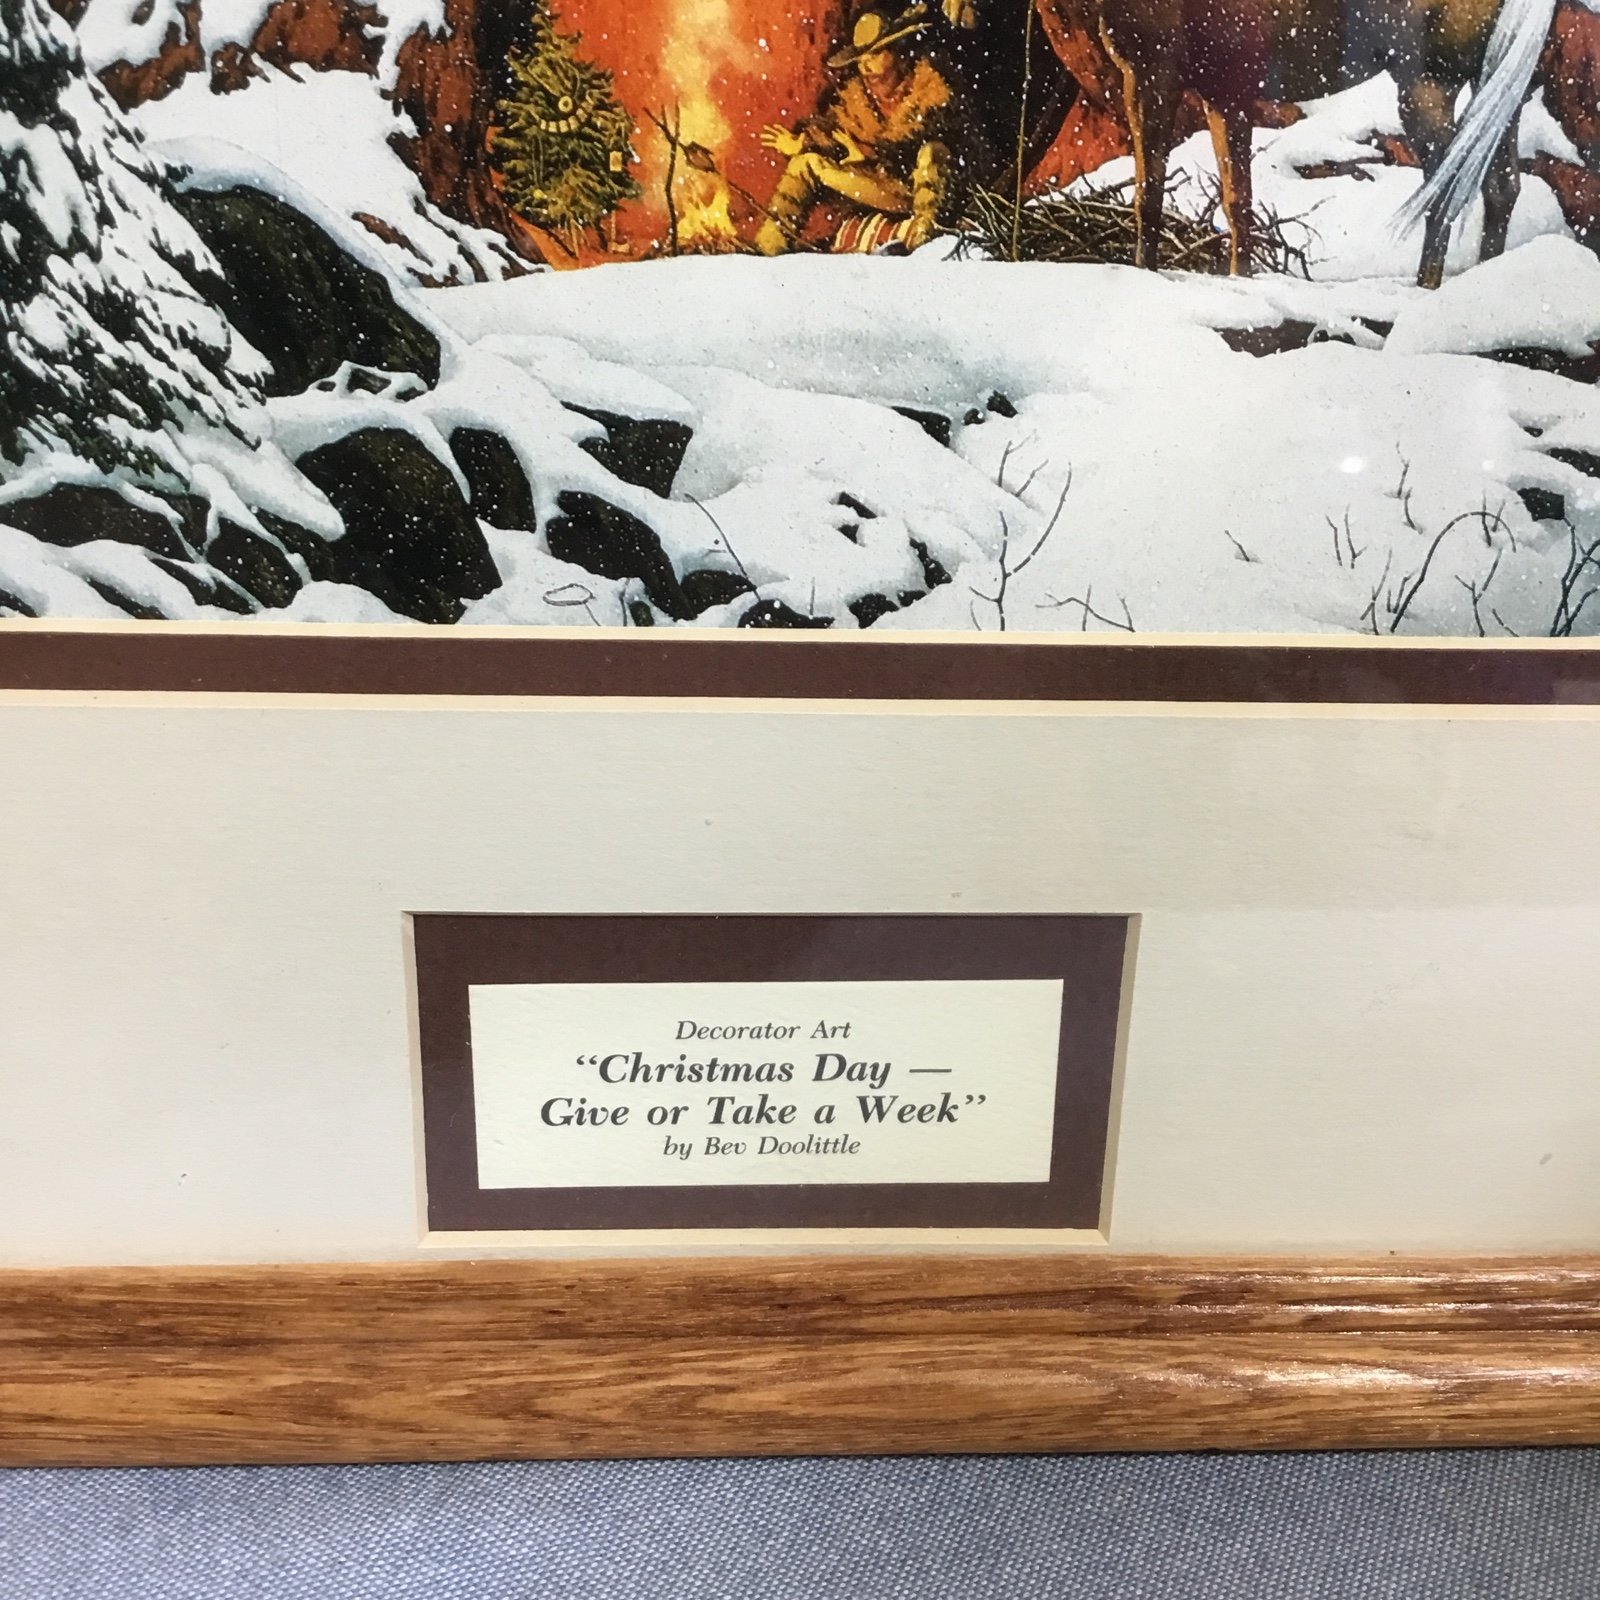 Decorator Art
“Christmas Day —
Give or Take a Week”
by Bev Doolittle